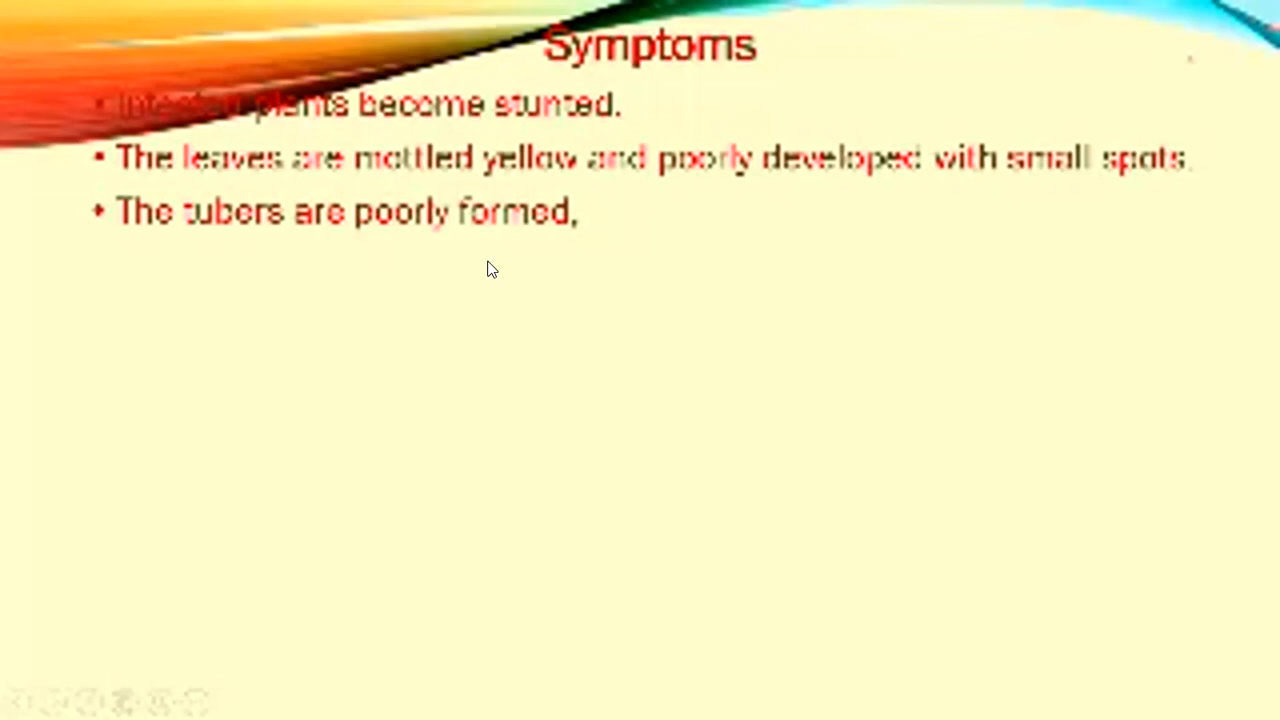 Symptoms
• Infected plants become stunted.
• The leaves are mottled yellow and poorly developed with small spots.
• The tubers are poorly formed,